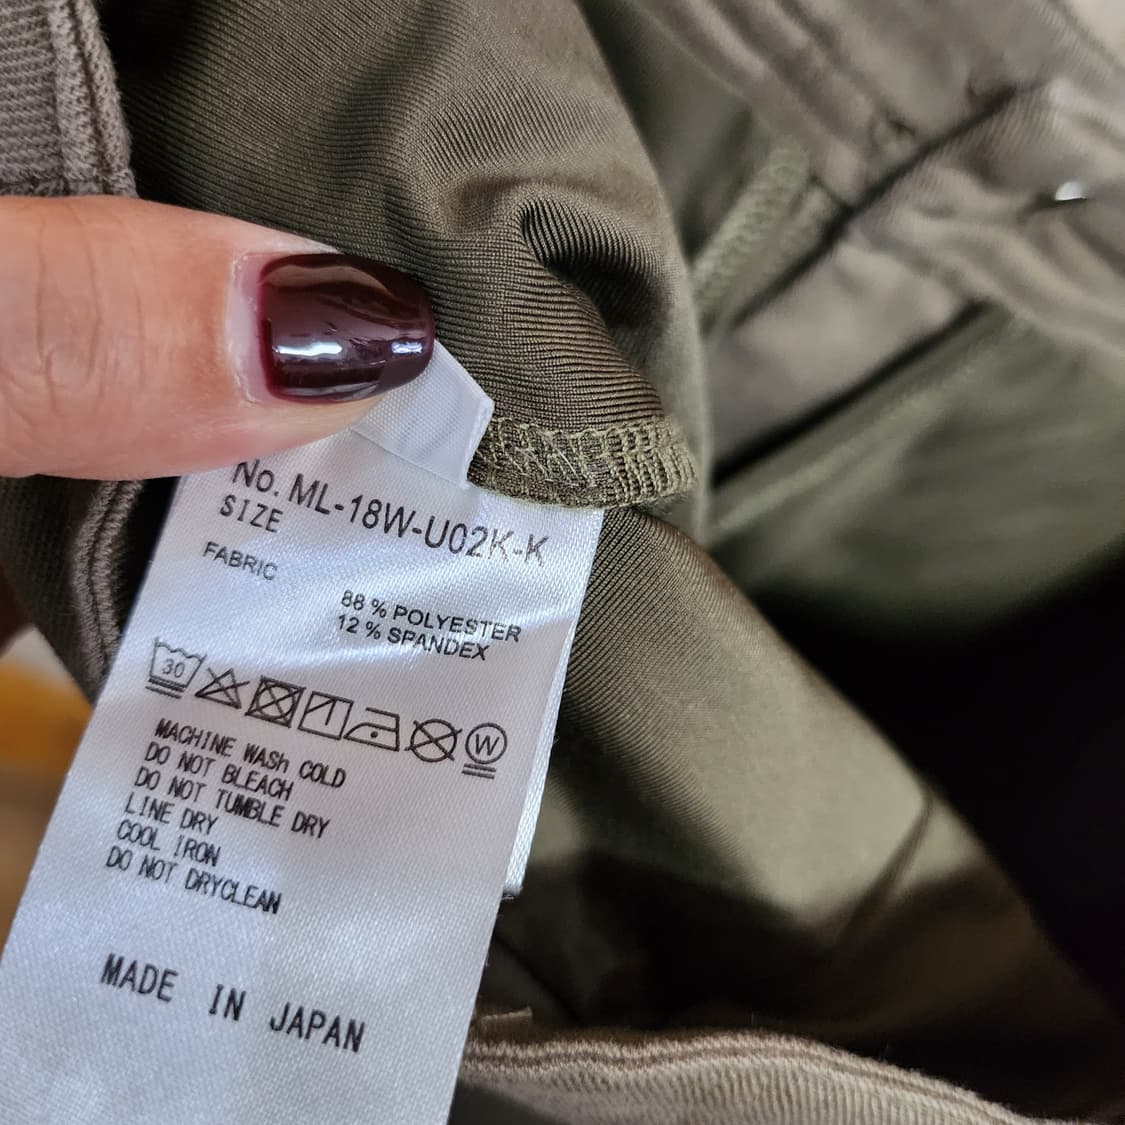 No. ML-18W-U02K-K
SIZE
FABRIC
88 % POLYESTER
12 % SPANDEX
30
W
MACHINE WASh COLD
DO NOT BLEACH
DO NOT TUMBLE DRY
LINE DRY
COOL IRON
DO NOT DRYCLEAN
MADE IN JAPAN